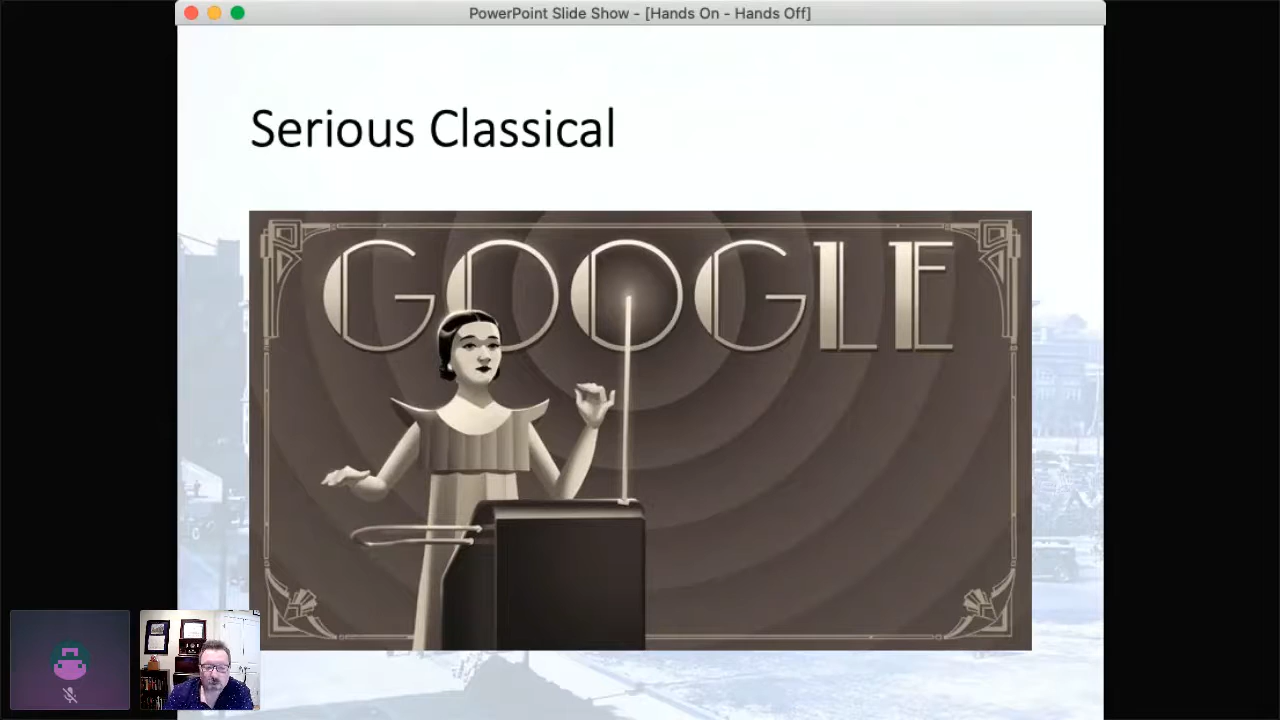 PowerPoint Slide Show - [Hands On - Hands Off]
Serious Classical
GOOGLE